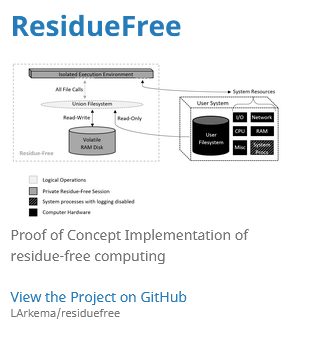 ResidueFree
Isolated Execution Environment
All File Calls
System Resources
Union Filesystem
User System
Read-Write
Read-Only
I/O
Network
User
Filesystem
CPU
RAM
Volatile
RAM Disk
Misc
System
Procs
Residue-Free
Logical Operations
Private Residue-Free Session
System processes with logging disabled
Computer Hardware
Proof of Concept Implementation of
residue-free computing
View the Project on GitHub
LArkema/residuefree